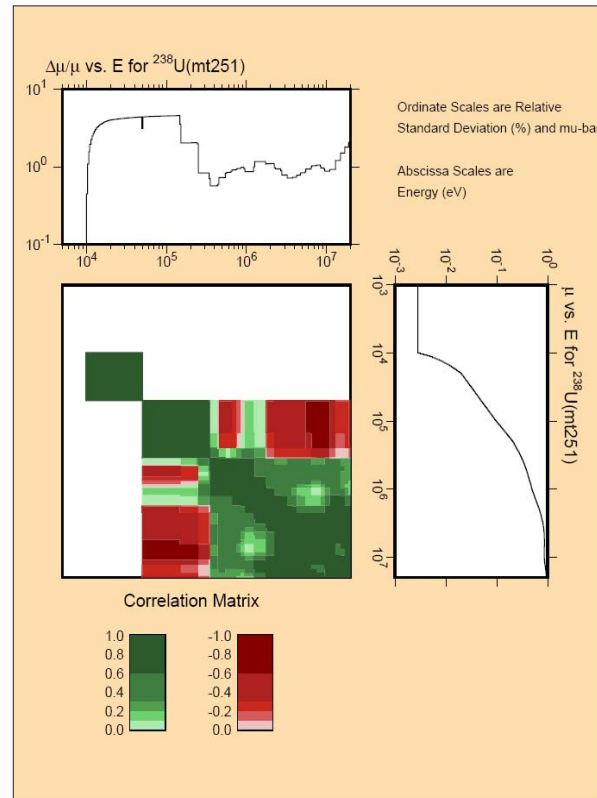 Δμ/μ vs. E for ²³⁸U(mt251)
10¹
10⁰
10⁻¹
10⁴ 10⁵ 10⁶ 10⁷
Ordinate Scales are Relative
Standard Deviation (%) and mu-ba
Abscissa Scales are
Energy (eV)
10⁻³ 10⁻² 10⁻¹ 10⁰
10³
10⁴
10⁵
10⁶
10⁷
μ vs. E for ²³⁸U(mt251)
Correlation Matrix
1.0 -1.0
0.8 -0.8
0.6 -0.6
0.4 -0.4
0.2 -0.2
0.0 0.0